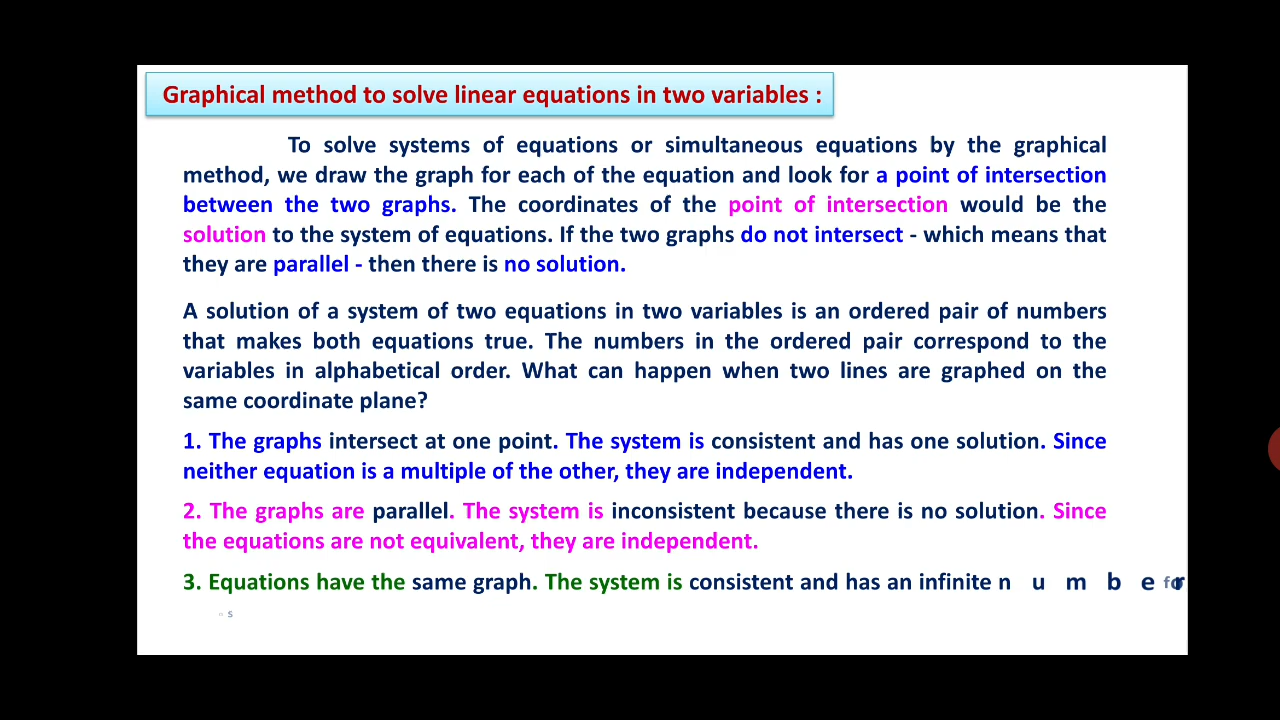 Graphical method to solve linear equations in two variables :
To solve systems of equations or simultaneous equations by the graphical
method, we draw the graph for each of the equation and look for a point of intersection
between the two graphs. The coordinates of the point of intersection would be the
solution to the system of equations. If the two graphs do not intersect - which means that
they are parallel - then there is no solution.
A solution of a system of two equations in two variables is an ordered pair of numbers
that makes both equations true. The numbers in the ordered pair correspond to the
variables in alphabetical order. What can happen when two lines are graphed on the
same coordinate plane?
1. The graphs intersect at one point. The system is consistent and has one solution. Since
neither equation is a multiple of the other, they are independent.
2. The graphs are parallel. The system is inconsistent because there is no solution. Since
the equations are not equivalent, they are independent.
3. Equations have the same graph. The system is consistent and has an infinite number